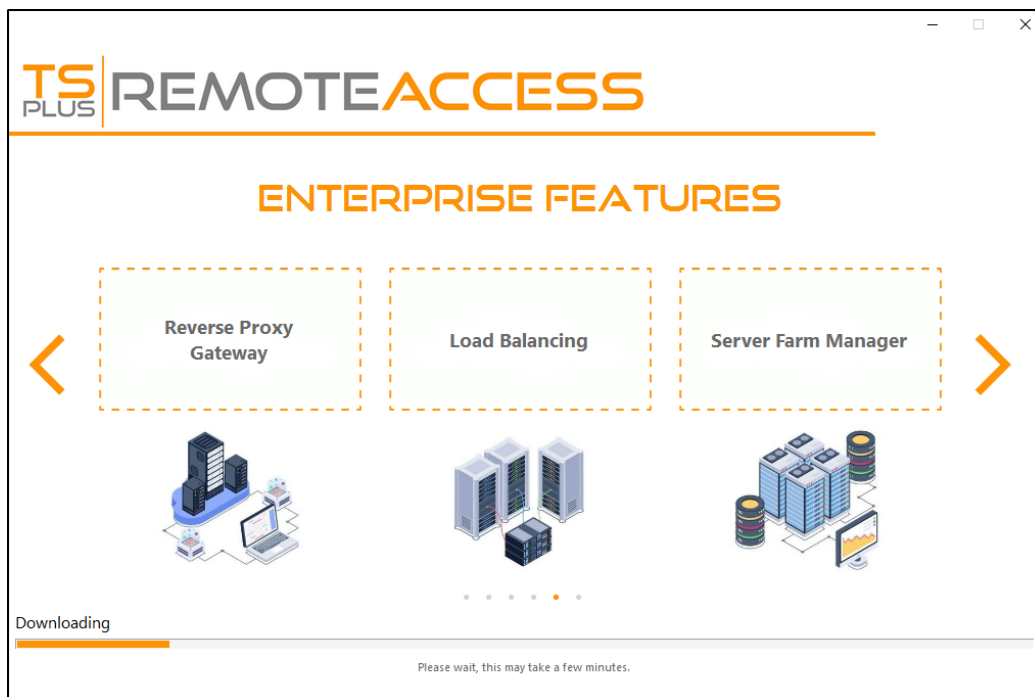 TS PLUS REMOTEACCESS
ENTERPRISE FEATURES
Reverse Proxy
Gateway
Load Balancing
Server Farm Manager
Downloading
Please wait, this may take a few minutes.